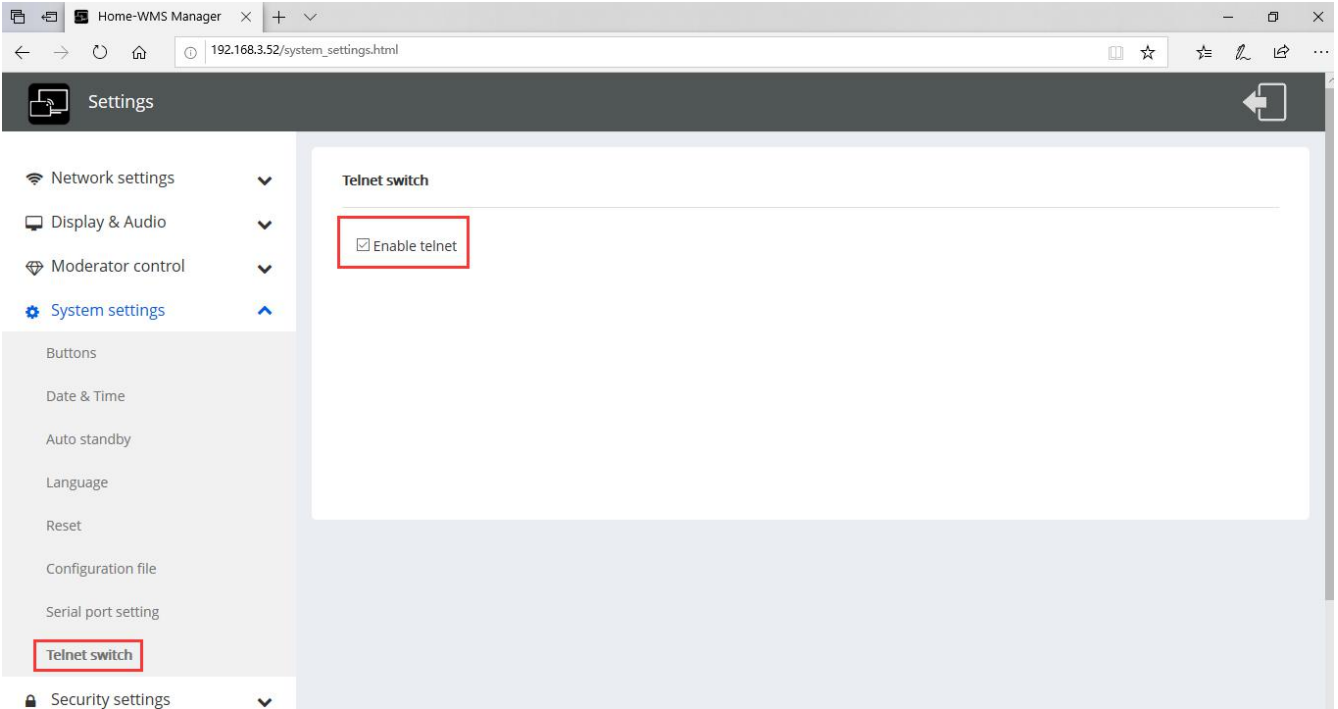 Home-WMS Manager
192.168.3.52/system_settings.html
Settings
Network settings
Display & Audio
Moderator control
System settings
Buttons
Date & Time
Auto standby
Language
Reset
Configuration file
Serial port setting
Telnet switch
Security settings
Telnet switch
Enable telnet